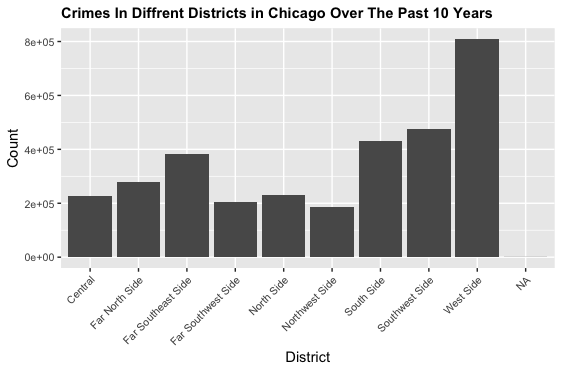 Crimes In Diffrent Districts in Chicago Over The Past 10 Years
8e+05
6e+05
4e+05
2e+05
0e+00
Count
Central
Far North Side
Far Southeast Side
Far Southwest Side
North Side
Northwest Side
South Side
Southwest Side
West Side
NA
District